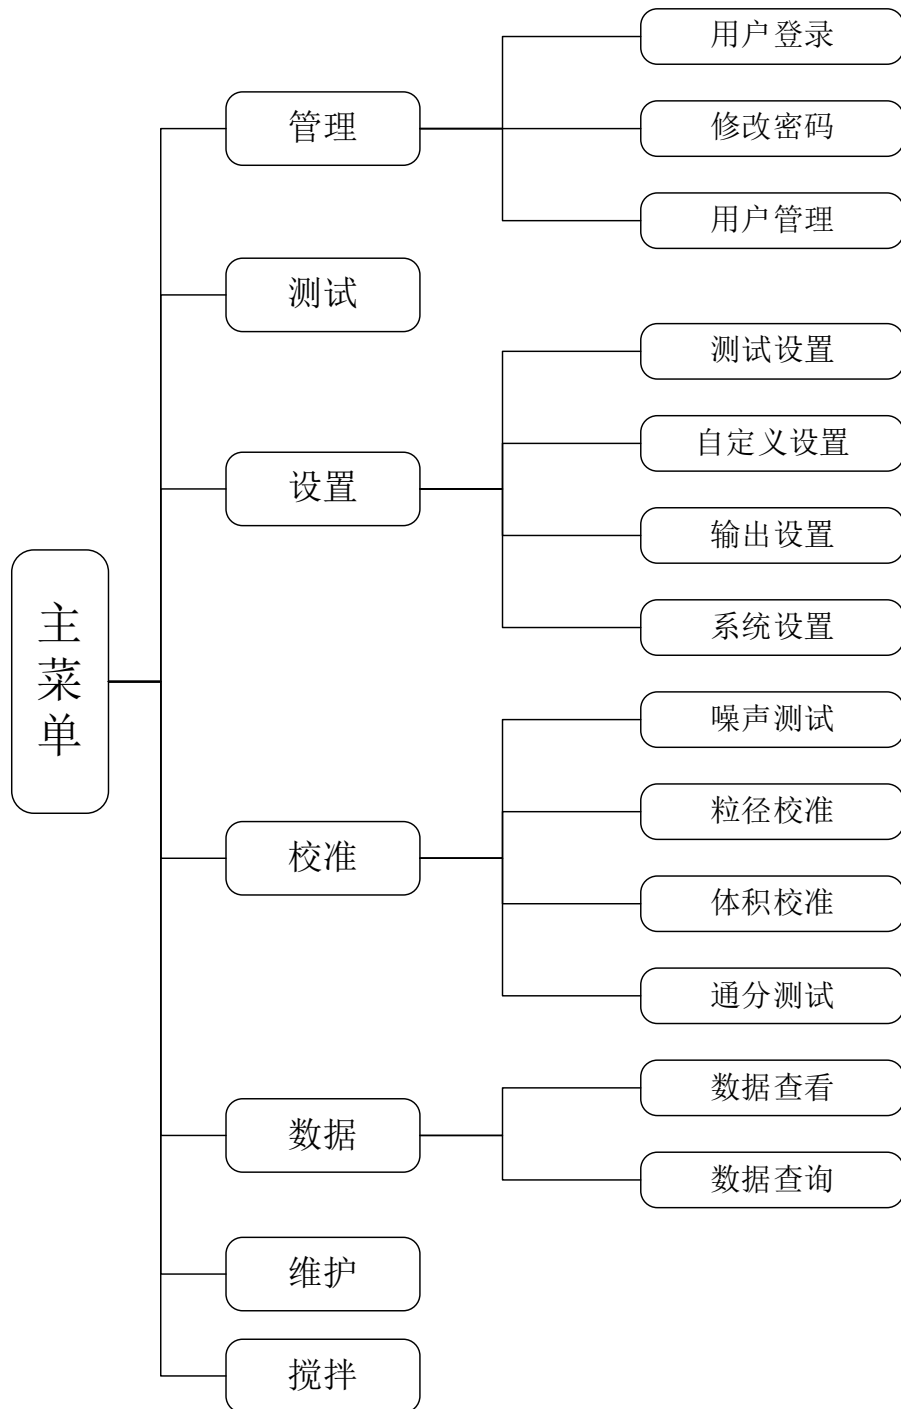 主菜单
管理
用户登录
修改密码
用户管理
测试
设置
测试设置
自定义设置
输出设置
系统设置
校准
噪声测试
粒径校准
体积校准
通分测试
数据
数据查看
数据查询
维护
搅拌